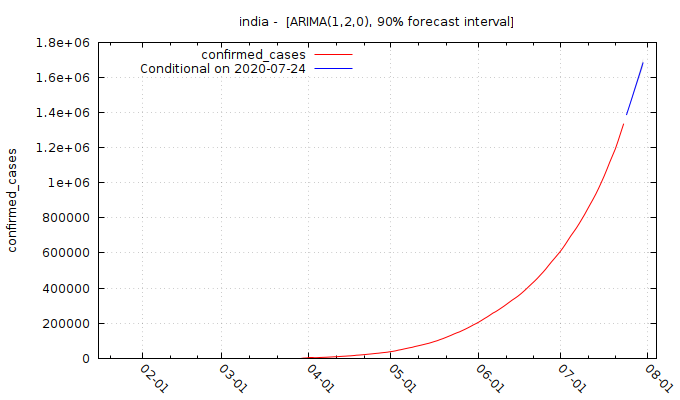 india -  [ARIMA(1,2,0), 90% forecast interval]
confirmed_cases
Conditional on 2020-07-24
1.8e+06
1.6e+06
1.4e+06
1.2e+06
1e+06
800000
600000
400000
200000
0
confirmed_cases
02-01
03-01
04-01
05-01
06-01
07-01
08-01